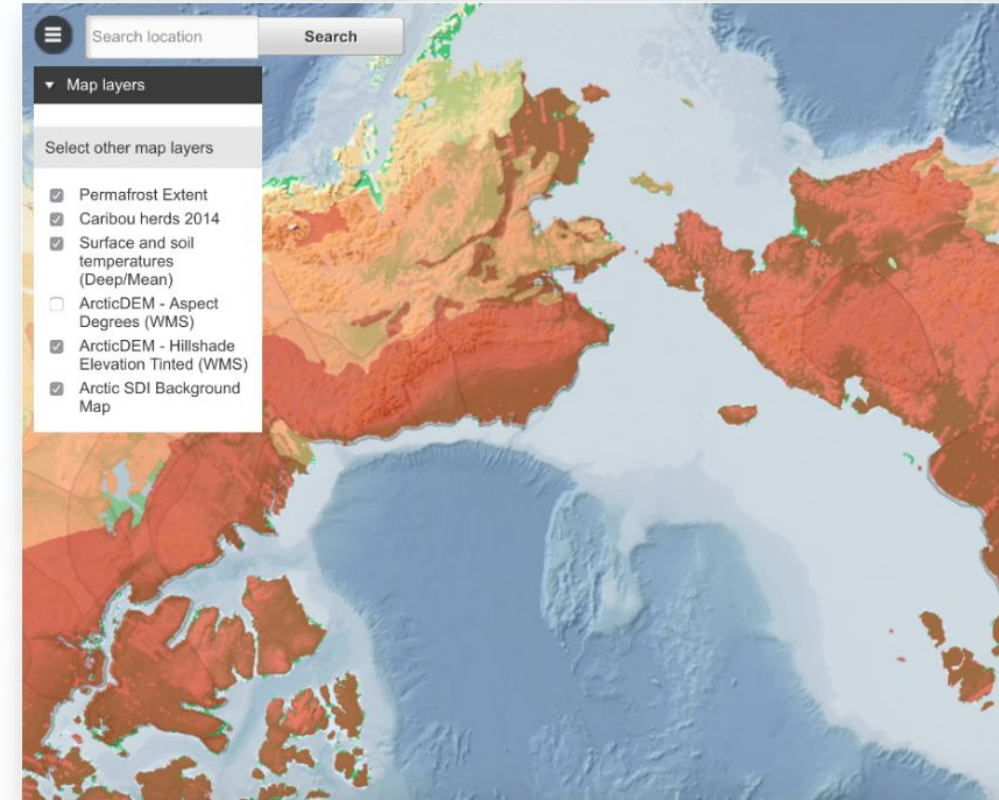 Search location
Search
Map layers
Select other map layers
Permafrost Extent
Caribou herds 2014
Surface and soil
temperatures
(Deep/Mean)
ArcticDEM - Aspect
Degrees (WMS)
ArcticDEM - Hillshade
Elevation Tinted (WMS)
Arctic SDI Background
Map